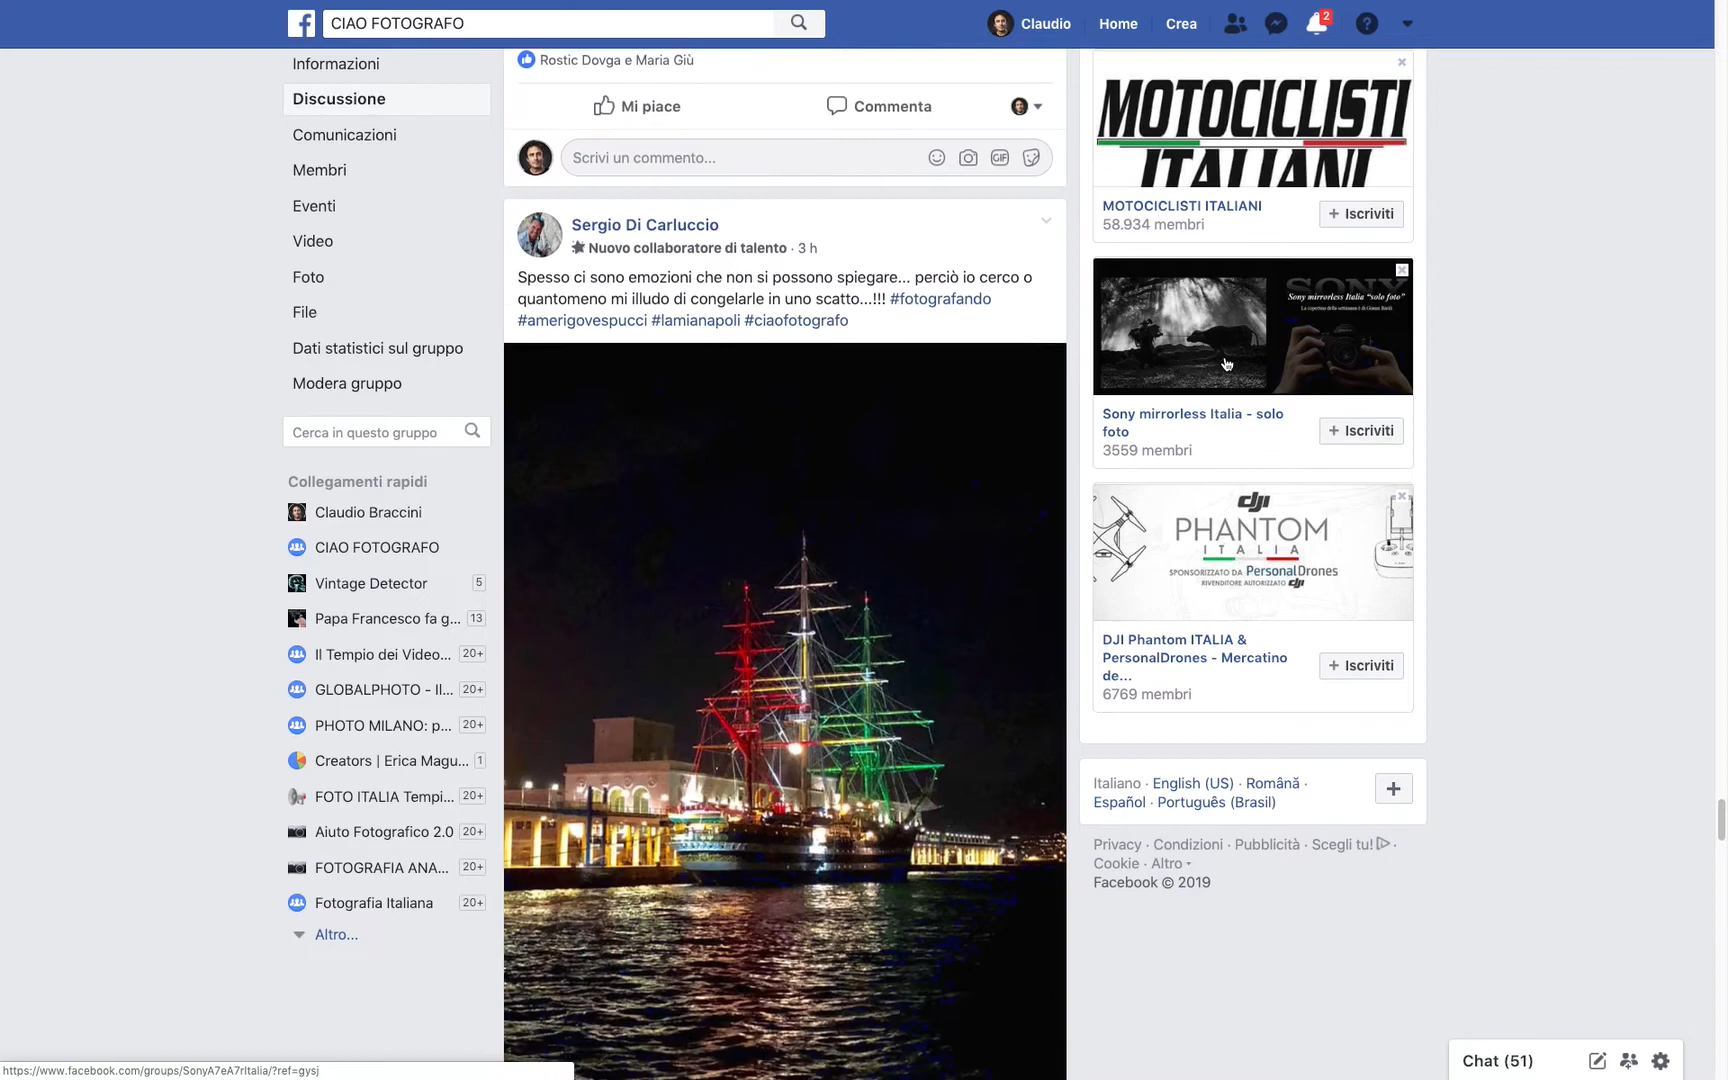 CIAO FOTOGRAFO
Claudio
Home
Crea
2
Informazioni
Discussione
Comunicazioni
Membri
Eventi
Video
Foto
File
Dati statistici sul gruppo
Modera gruppo
Cerca in questo gruppo
Collegamenti rapidi
Claudio Braccini
CIAO FOTOGRAFO
Vintage Detector 5
Papa Francesco fa g... 13
Il Tempio dei Video... 20+
GLOBALPHOTO - Il... 20+
PHOTO MILANO: p... 20+
Creators | Erica Magu... 1
FOTO ITALIA Tempi... 20+
Aiuto Fotografico 2.0 20+
FOTOGRAFIA ANA... 20+
Fotografia Italiana 20+
Altro...
Rostic Dovga e Maria Giù
Mi piace
Commenta
Scrivi un commento...
GIF
Sergio Di Carluccio
Nuovo collaboratore di talento · 3 h
Spesso ci sono emozioni che non si possono spiegare... perciò io cerco o
quantomeno mi illudo di congelarle in uno scatto...!!! #fotografando
#amerigovespucci #lamianapoli #ciaofotografo
MOTOCICLISTI
ITALIANI
MOTOCICLISTI ITALIANI
58.934 membri
+ Iscriviti
SONY
Sony mirrorless Italia "solo foto"
Sony mirrorless Italia - solo
foto
3559 membri
+ Iscriviti
dji
PHANTOM
ITALIA
SPONSORIZZATO DA PersonalDrones
RIVENDITORE AUTORIZZATO dji
DJI Phantom ITALIA &
PersonalDrones - Mercatino
de...
6769 membri
+ Iscriviti
Italiano · English (US) · Română ·
Español · Português (Brasil)
Privacy · Condizioni · Pubblicità · Scegli tu! ·
Cookie · Altro
Facebook © 2019
Chat (51)
https://www.facebook.com/groups/SonyA7eA7rItalia/?ref=gysj